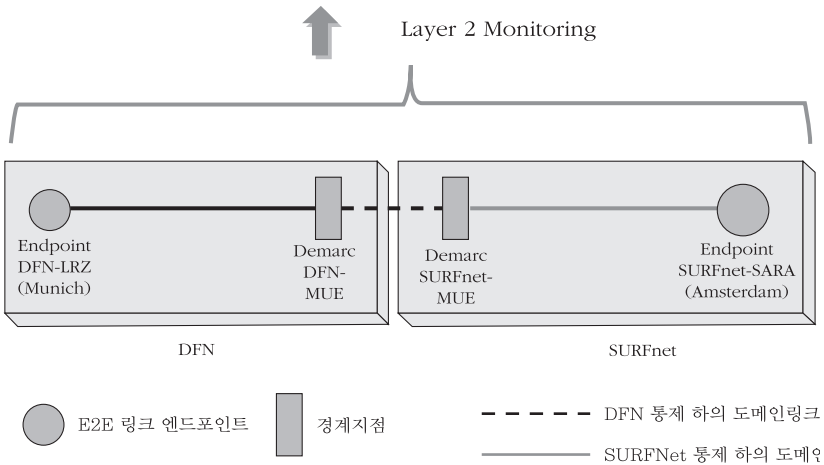 Layer 2 Monitoring
Endpoint
DFN-LRZ
(Munich)
Demarc
DFN-
MUE
Demarc
SURFnet-
MUE
Endpoint
SURFnet-SARA
(Amsterdam)
DFN
SURFnet
E2E 링크 엔드포인트
경계지점
DFN 통제 하의 도메인링크
SURFNet 통제 하의 도메인